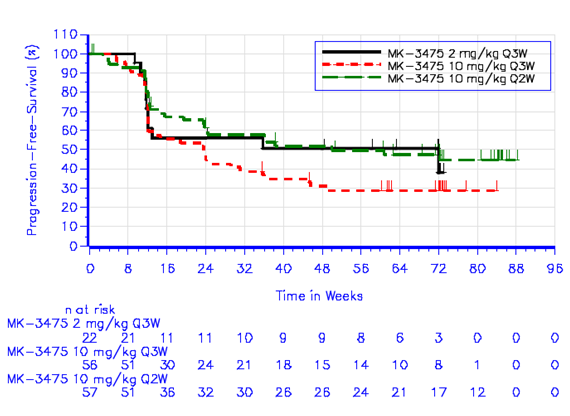 110
100
90
80
70
60
50
40
30
20
10
0
Progression-Free-Survival (%)
MK-3475 2 mg/kg Q3W
MK-3475 10 mg/kg Q3W
MK-3475 10 mg/kg Q2W
0 8 16 24 32 40 48 56 64 72 80 88 96
Time in Weeks
n at risk
MK-3475 2 mg/kg Q3W
22 21 11 11 10 9 9 8 6 3 0 0 0
MK-3475 10 mg/kg Q3W
56 51 30 24 21 18 15 14 10 8 1 0 0
MK-3475 10 mg/kg Q2W
57 51 36 32 30 26 26 24 21 17 12 0 0